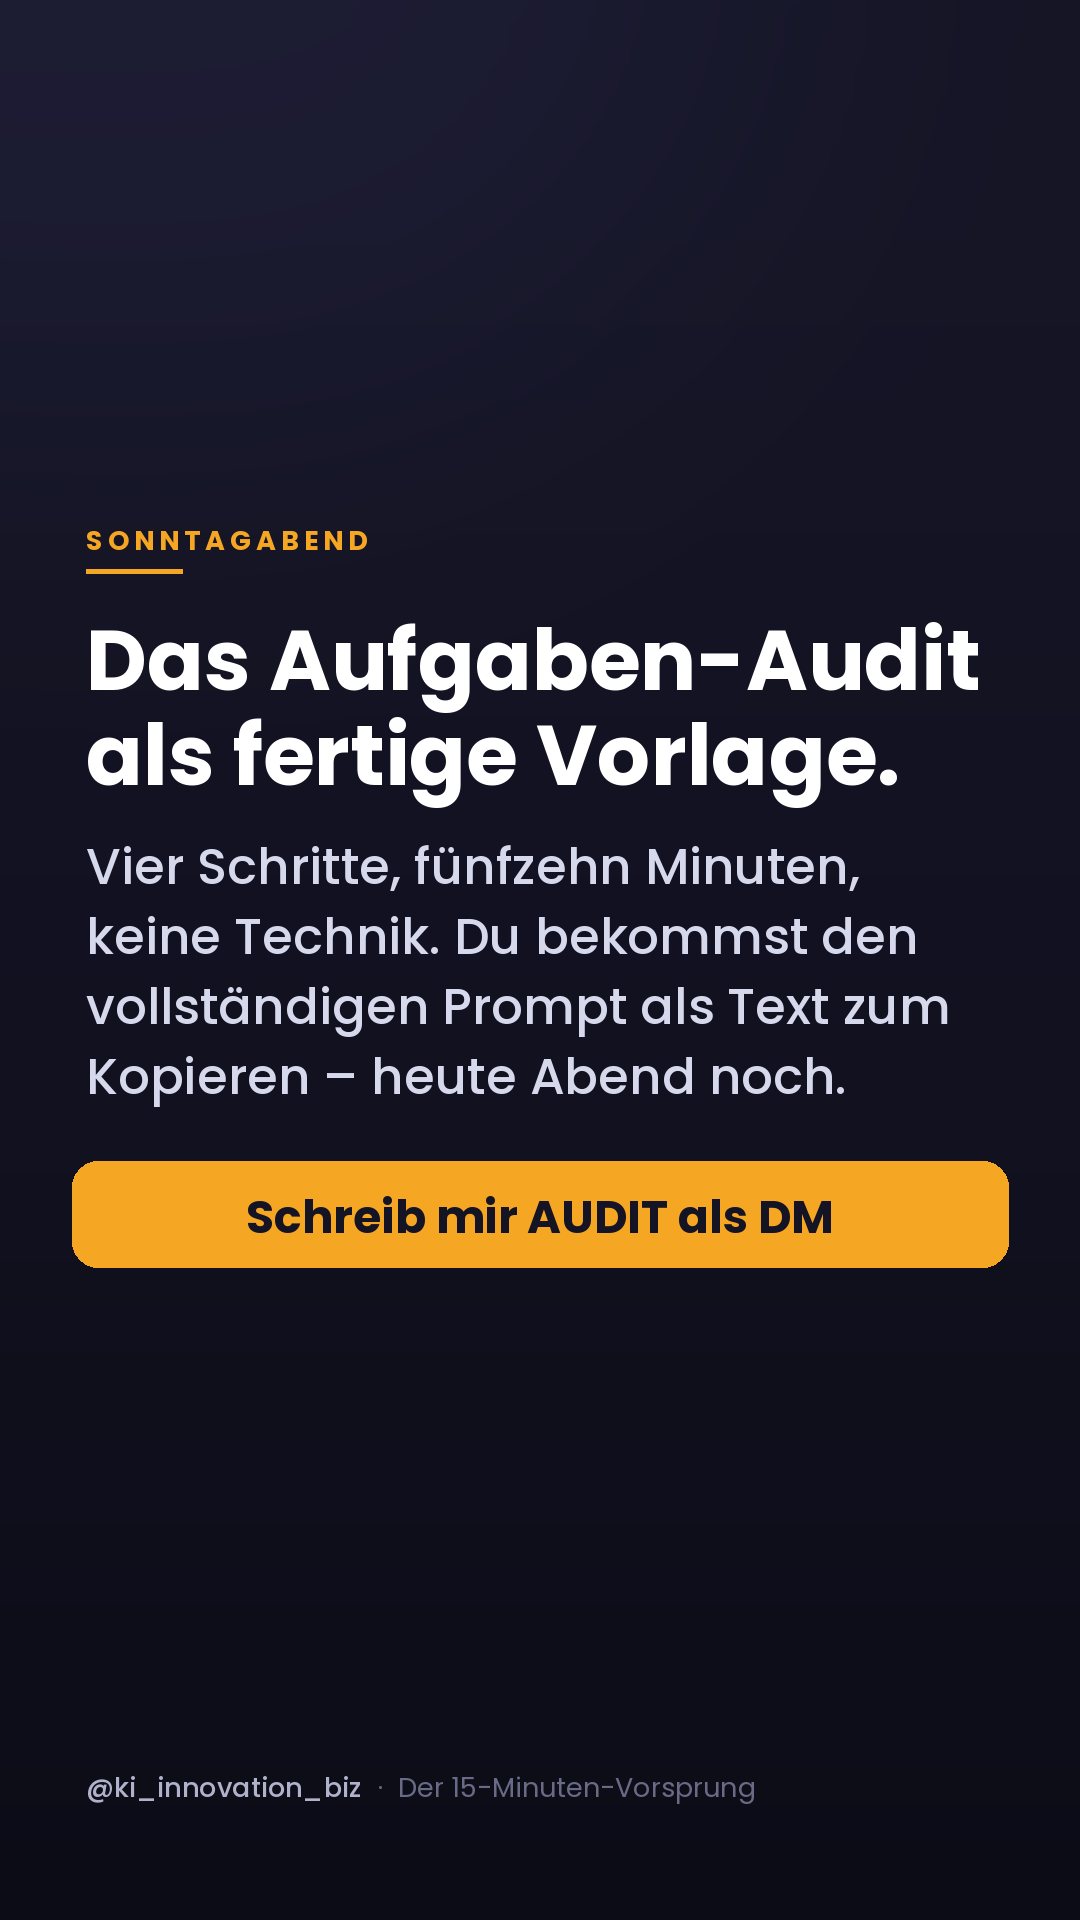 SONNTAGABEND
Das Aufgaben-Audit
als fertige Vorlage.
Vier Schritte, fünfzehn Minuten,
keine Technik. Du bekommst den
vollständigen Prompt als Text zum
Kopieren – heute Abend noch.
Schreib mir AUDIT als DM
@ki_innovation_biz · Der 15-Minuten-Vorsprung